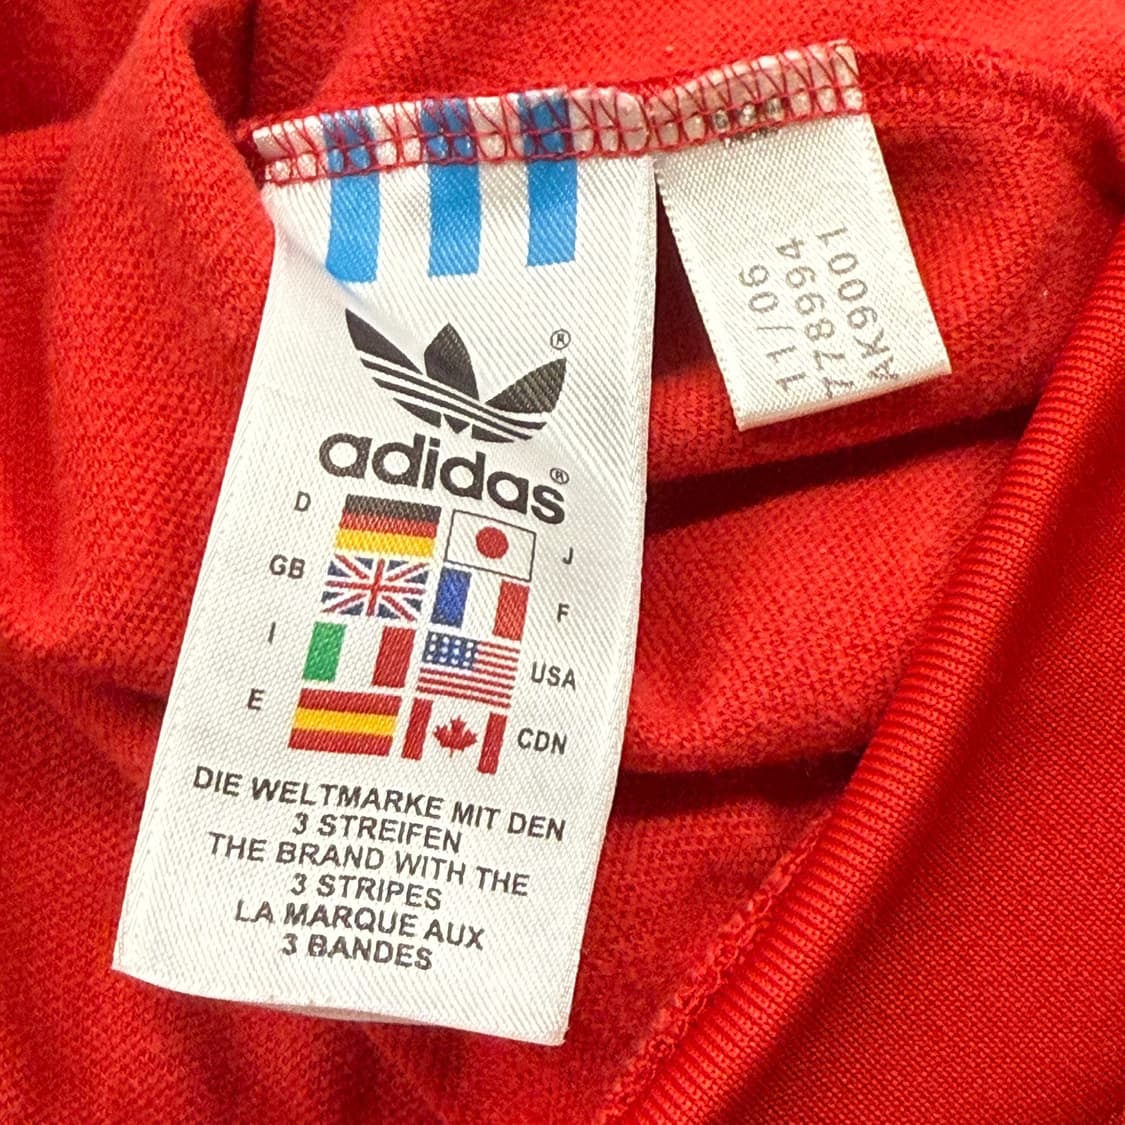 ®
adidas®
D
J
GB
F
I
USA
E
CDN
DIE WELTMARKE MIT DEN
3 STREIFEN
THE BRAND WITH THE
3 STRIPES
LA MARQUE AUX
3 BANDES
11/06
778994
AK9001